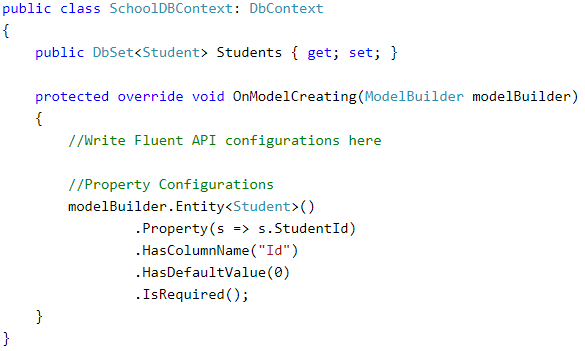 public class SchoolDBContext: DbContext
{
    public DbSet<Student> Students { get; set; }

    protected override void OnModelCreating(ModelBuilder modelBuilder)
    {
        //Write Fluent API configurations here

        //Property Configurations
        modelBuilder.Entity<Student>()
                .Property(s => s.StudentId)
                .HasColumnName("Id")
                .HasDefaultValue(0)
                .IsRequired();
    }
}